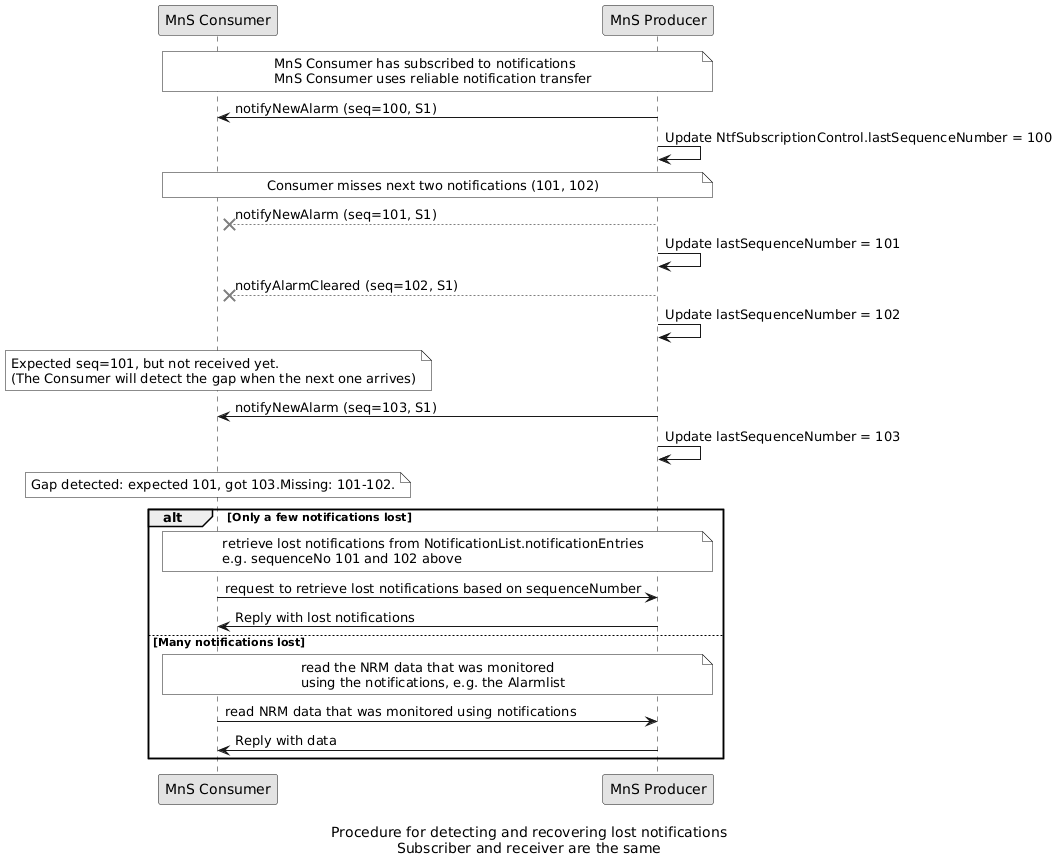 MnS Consumer
MnS Producer
MnS Consumer has subscribed to notifications
MnS Consumer uses reliable notification transfer
notifyNewAlarm (seq=100, S1)
Update NtfSubscriptionControl.lastSequenceNumber = 100
Consumer misses next two notifications (101, 102)
notifyNewAlarm (seq=101, S1)
Update lastSequenceNumber = 101
notifyAlarmCleared (seq=102, S1)
Update lastSequenceNumber = 102
Expected seq=101, but not received yet.
(The Consumer will detect the gap when the next one arrives)
notifyNewAlarm (seq=103, S1)
Update lastSequenceNumber = 103
Gap detected: expected 101, got 103.Missing: 101-102.
alt
[Only a few notifications lost]
retrieve lost notifications from NotificationList.notificationEntries
e.g. sequenceNo 101 and 102 above
request to retrieve lost notifications based on sequenceNumber
Reply with lost notifications
[Many notifications lost]
read the NRM data that was monitored
using the notifications, e.g. the Alarmlist
read NRM data that was monitored using notifications
Reply with data
MnS Consumer
MnS Producer
Procedure for detecting and recovering lost notifications
Subscriber and receiver are the same